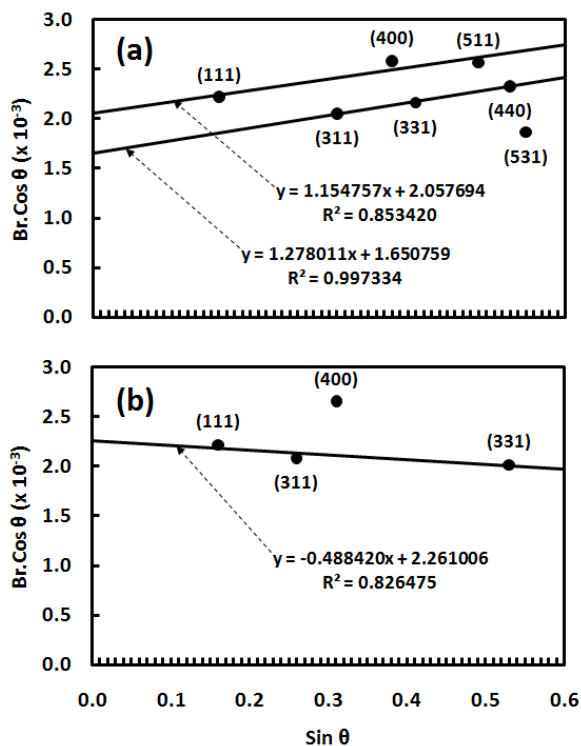 3.0
(a)
(400)
(511)
2.5
(111)
2.0
(311)
(331)
(440)
(531)
1.5
y = 1.154757x + 2.057694
R² = 0.853420
1.0
y = 1.278011x + 1.650759
R² = 0.997334
0.5
0.0
Br.Cos θ (x 10⁻³)
3.0
(b)
(400)
2.5
(111)
(331)
2.0
(311)
1.5
y = -0.488420x + 2.261006
R² = 0.826475
1.0
0.5
0.0
Br.Cos θ (x 10⁻³)
0.0 0.1 0.2 0.3 0.4 0.5 0.6
Sin θ